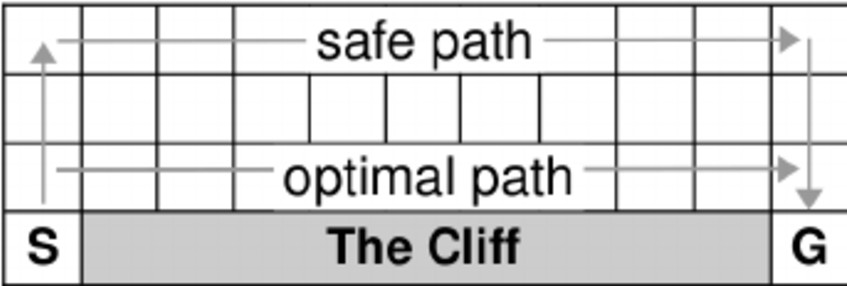 safe path
optimal path
S The Cliff G